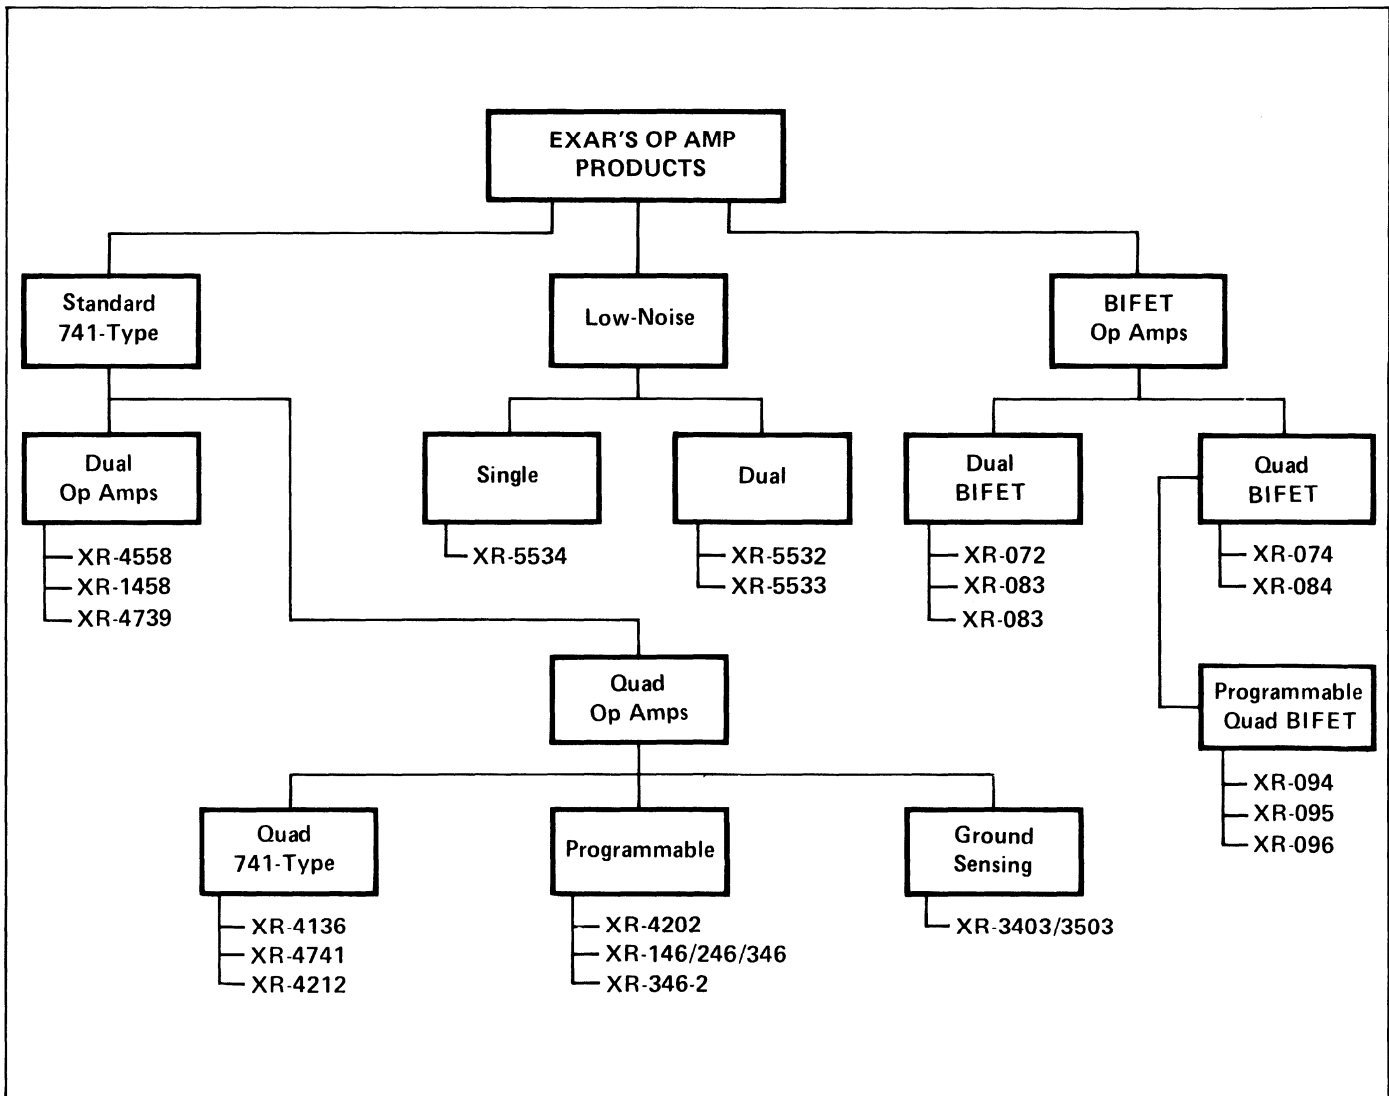 EXAR'S OP AMP
PRODUCTS
Standard
741-Type
Low-Noise
BIFET
Op Amps
Dual
Op Amps
Single
Dual
Dual
BIFET
Quad
BIFET
XR-4558
XR-1458
XR-4739
XR-5534
XR-5532
XR-5533
XR-072
XR-083
XR-083
XR-074
XR-084
Quad
Op Amps
Programmable
Quad BIFET
XR-094
XR-095
XR-096
Quad
741-Type
Programmable
Ground
Sensing
XR-4136
XR-4741
XR-4212
XR-4202
XR-146/246/346
XR-346-2
XR-3403/3503